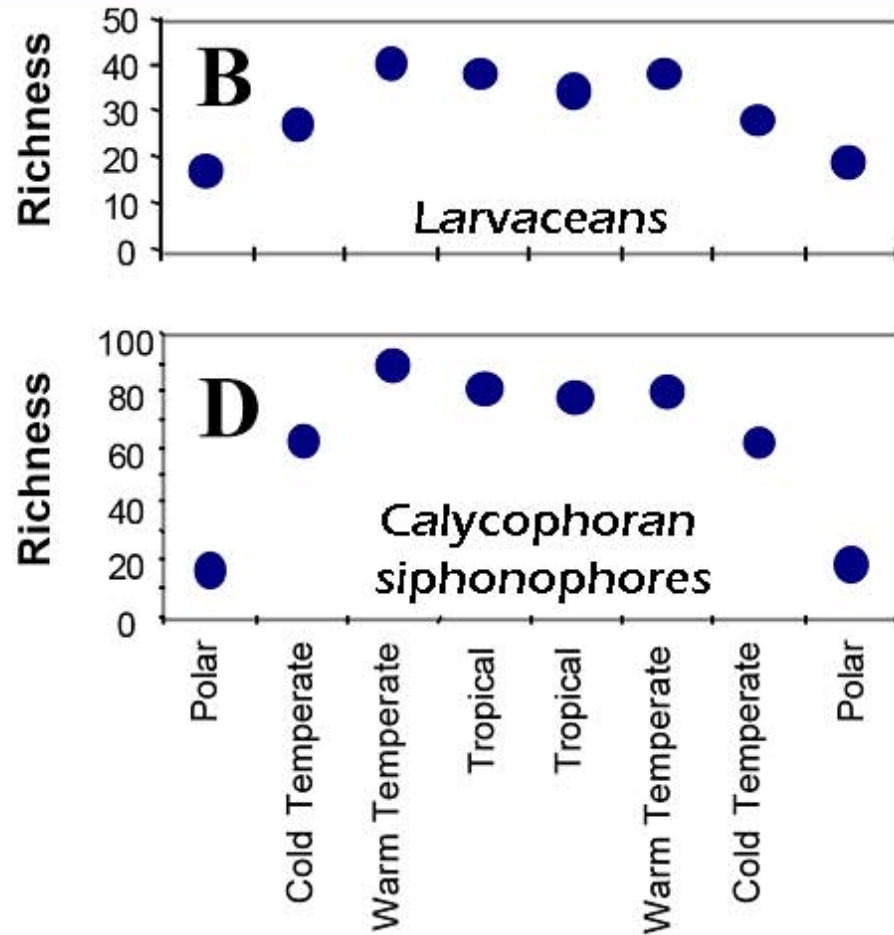 Richness
50
40
30
20
10
0
B
Larvaceans
Richness
100
80
60
40
20
0
D
Calycophoran
siphonophores
Polar
Cold Temperate
Warm Temperate
Tropical
Tropical
Warm Temperate
Cold Temperate
Polar